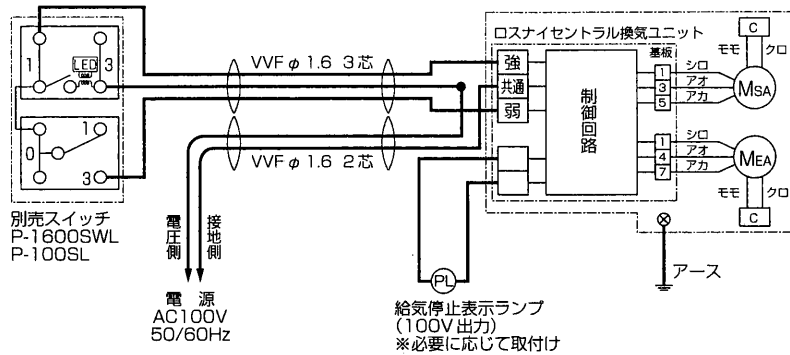 ロスナイセントラル換気ユニット
基板
C
モモ
クロ
1
LED
3
VVFφ1.6 3芯
強
共通
弱
制御回路
1
シロ
3
アオ
5
アカ
MSA
1
0
3
VVFφ1.6 2芯
1
シロ
4
アオ
7
アカ
MEA
モモ
クロ
C
別売スイッチ
P-1600SWL
P-100SL
電圧側
接地側
電 源
AC100V
50/60Hz
PL
アース
給気停止表示ランプ
(100V出力)
※必要に応じて取付け